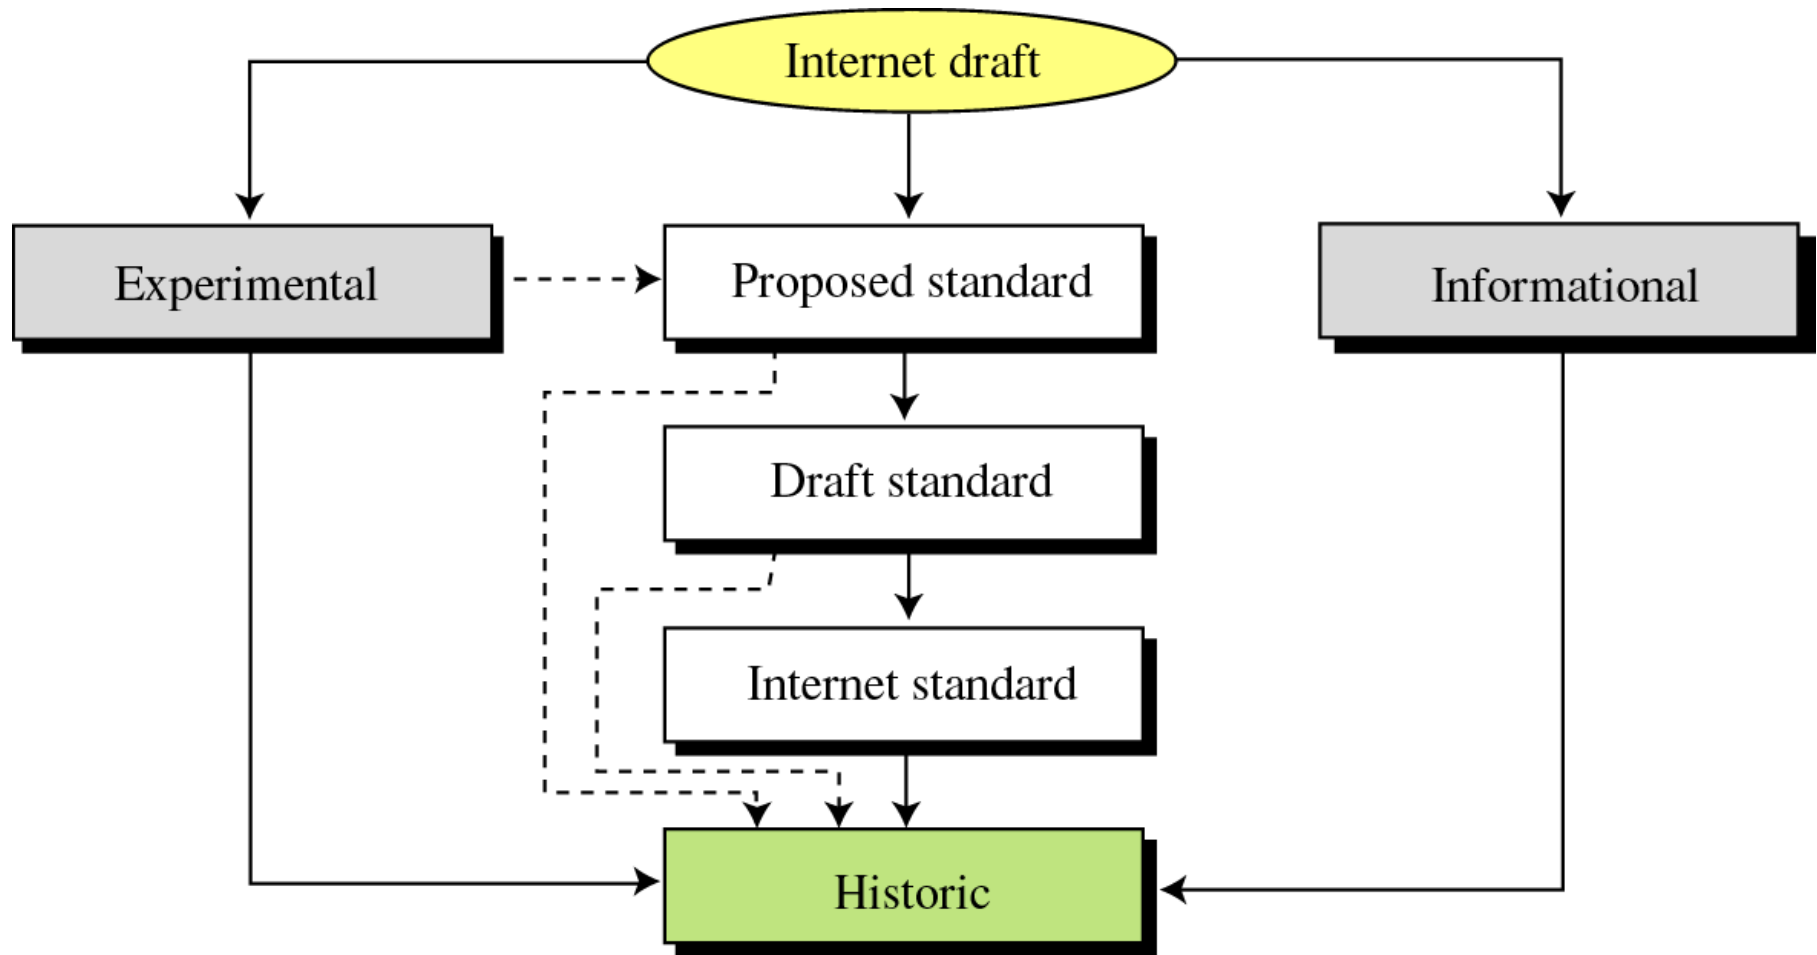 Internet draft
Experimental
Proposed standard
Informational
Draft standard
Internet standard
Historic